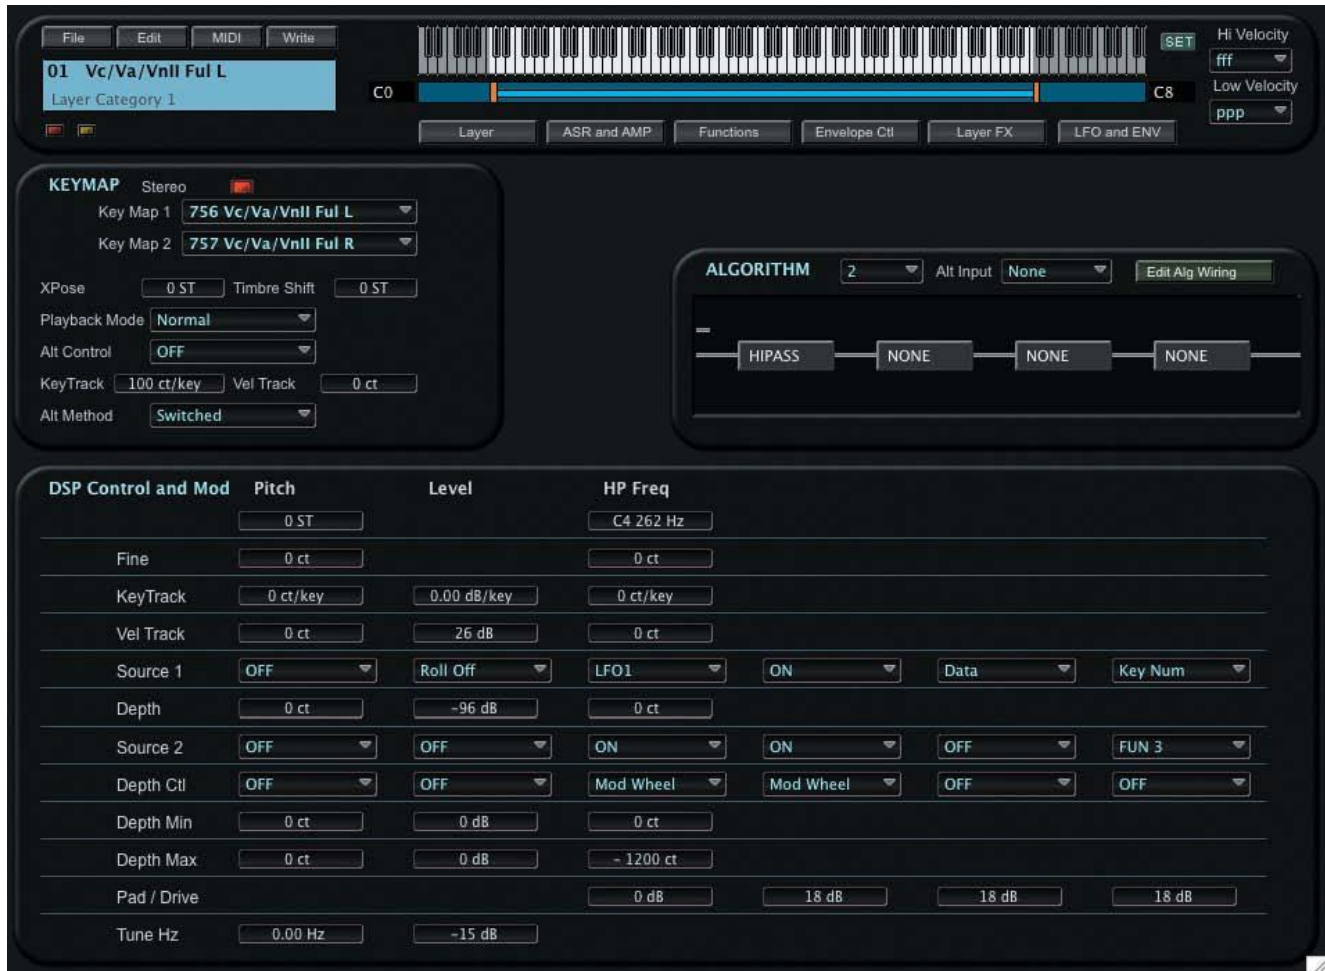 File Edit MIDI Write
SET Hi Velocity
fff
01 Vc/Va/VnII Ful L
Layer Category 1
C0 C8 Low Velocity
ppp
Layer ASR and AMP Functions Envelope Ctl Layer FX LFO and ENV
KEYMAP Stereo
Key Map 1 756 Vc/Va/VnII Ful L
Key Map 2 757 Vc/Va/VnII Ful R
XPose 0 ST Timbre Shift 0 ST
Playback Mode Normal
Alt Control OFF
KeyTrack 100 ct/key Vel Track 0 ct
Alt Method Switched
ALGORITHM 2 Alt Input None Edit Alg Wiring
HIPASS NONE NONE NONE
DSP Control and Mod Pitch Level HP Freq
0 ST C4 262 Hz
Fine 0 ct 0 ct
KeyTrack 0 ct/key 0.00 dB/key 0 ct/key
Vel Track 0 ct 26 dB 0 ct
Source 1 OFF Roll Off LFO1 ON Data Key Num
Depth 0 ct -96 dB 0 ct
Source 2 OFF OFF ON ON OFF FUN 3
Depth Ctl OFF OFF Mod Wheel Mod Wheel OFF OFF
Depth Min 0 ct 0 dB 0 ct
Depth Max 0 ct 0 dB - 1200 ct
Pad / Drive 0 dB 18 dB 18 dB 18 dB
Tune Hz 0.00 Hz -15 dB